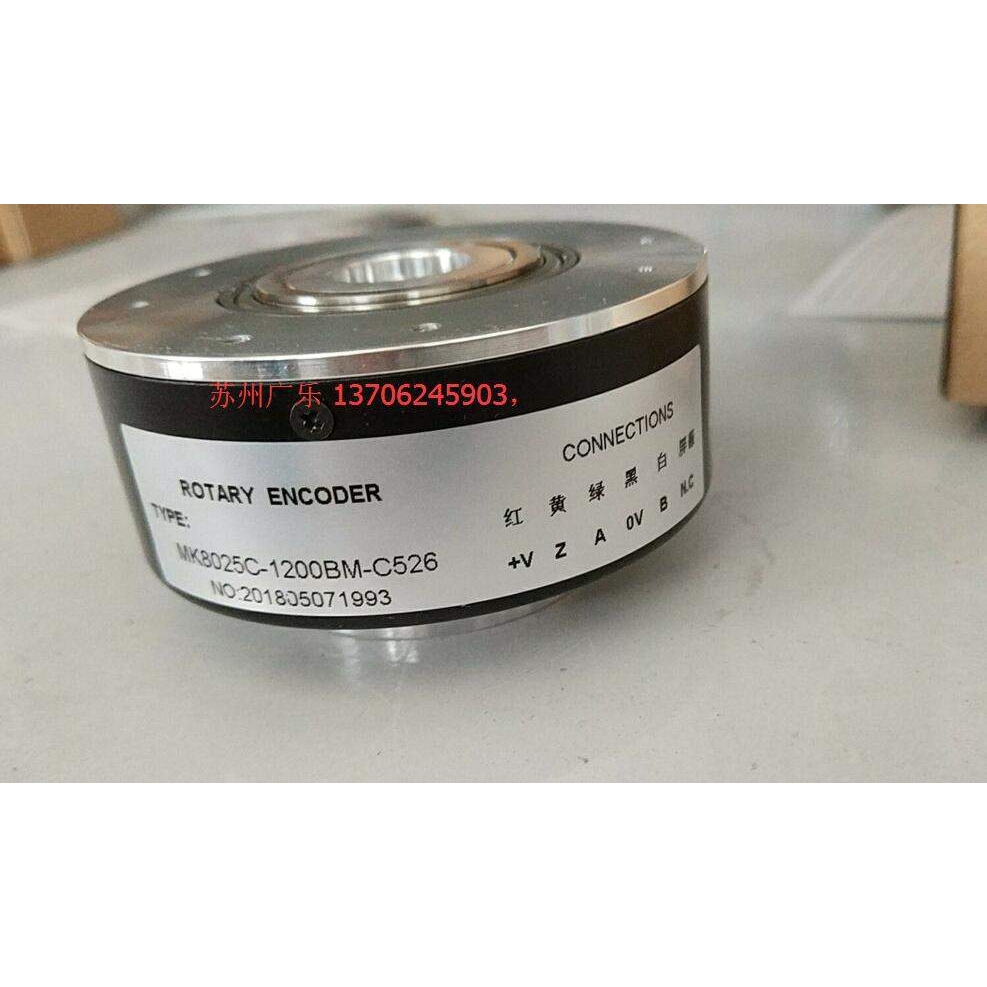 苏州广乐 13706245903,
ROTARY ENCODER
TYPE:
MK8025C-1200BM-C526
NO:201805071993
CONNECTIONS
红 黄 绿 黑 白 屏蔽
+V Z A 0V B N.C